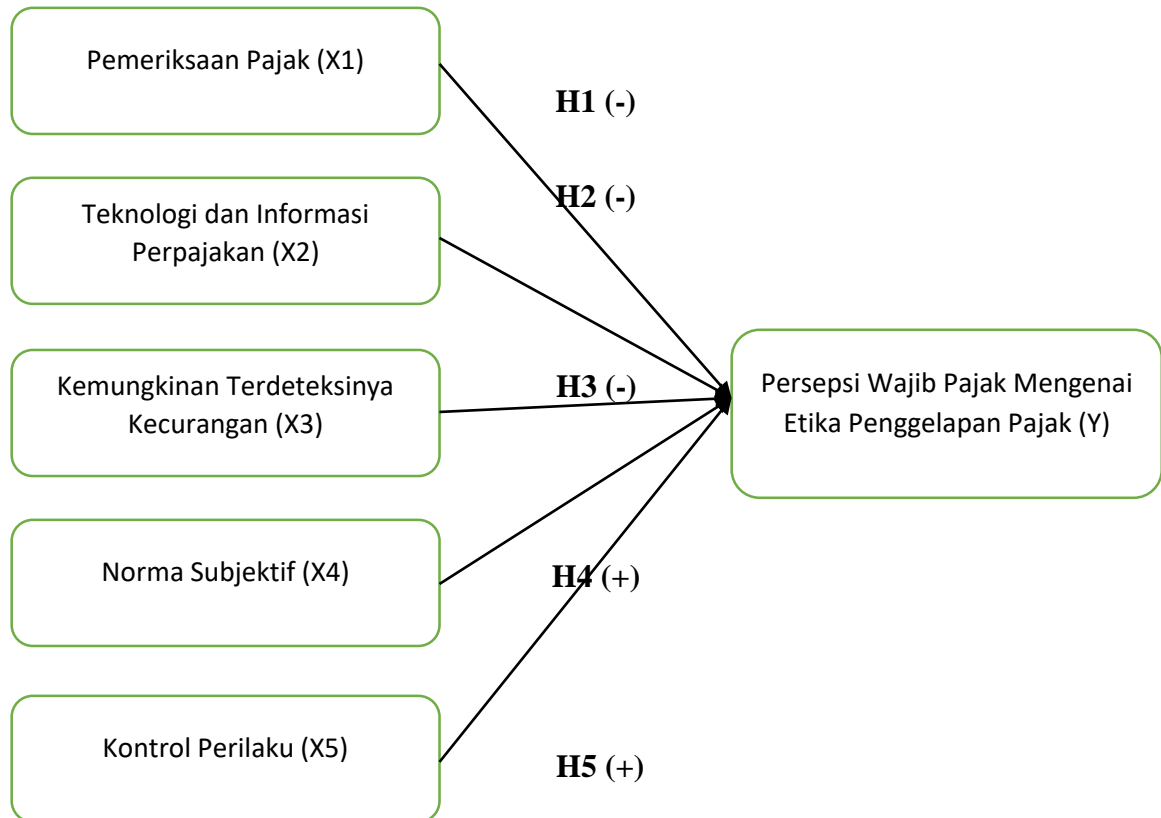 Pemeriksaan Pajak (X1)
H1 (-)
Teknologi dan Informasi
Perpajakan (X2)
H2 (-)
Kemungkinan Terdeteksinya
Kecurangan (X3)
H3 (-)
Persepsi Wajib Pajak Mengenai
Etika Penggelapan Pajak (Y)
Norma Subjektif (X4)
H4 (+)
Kontrol Perilaku (X5)
H5 (+)